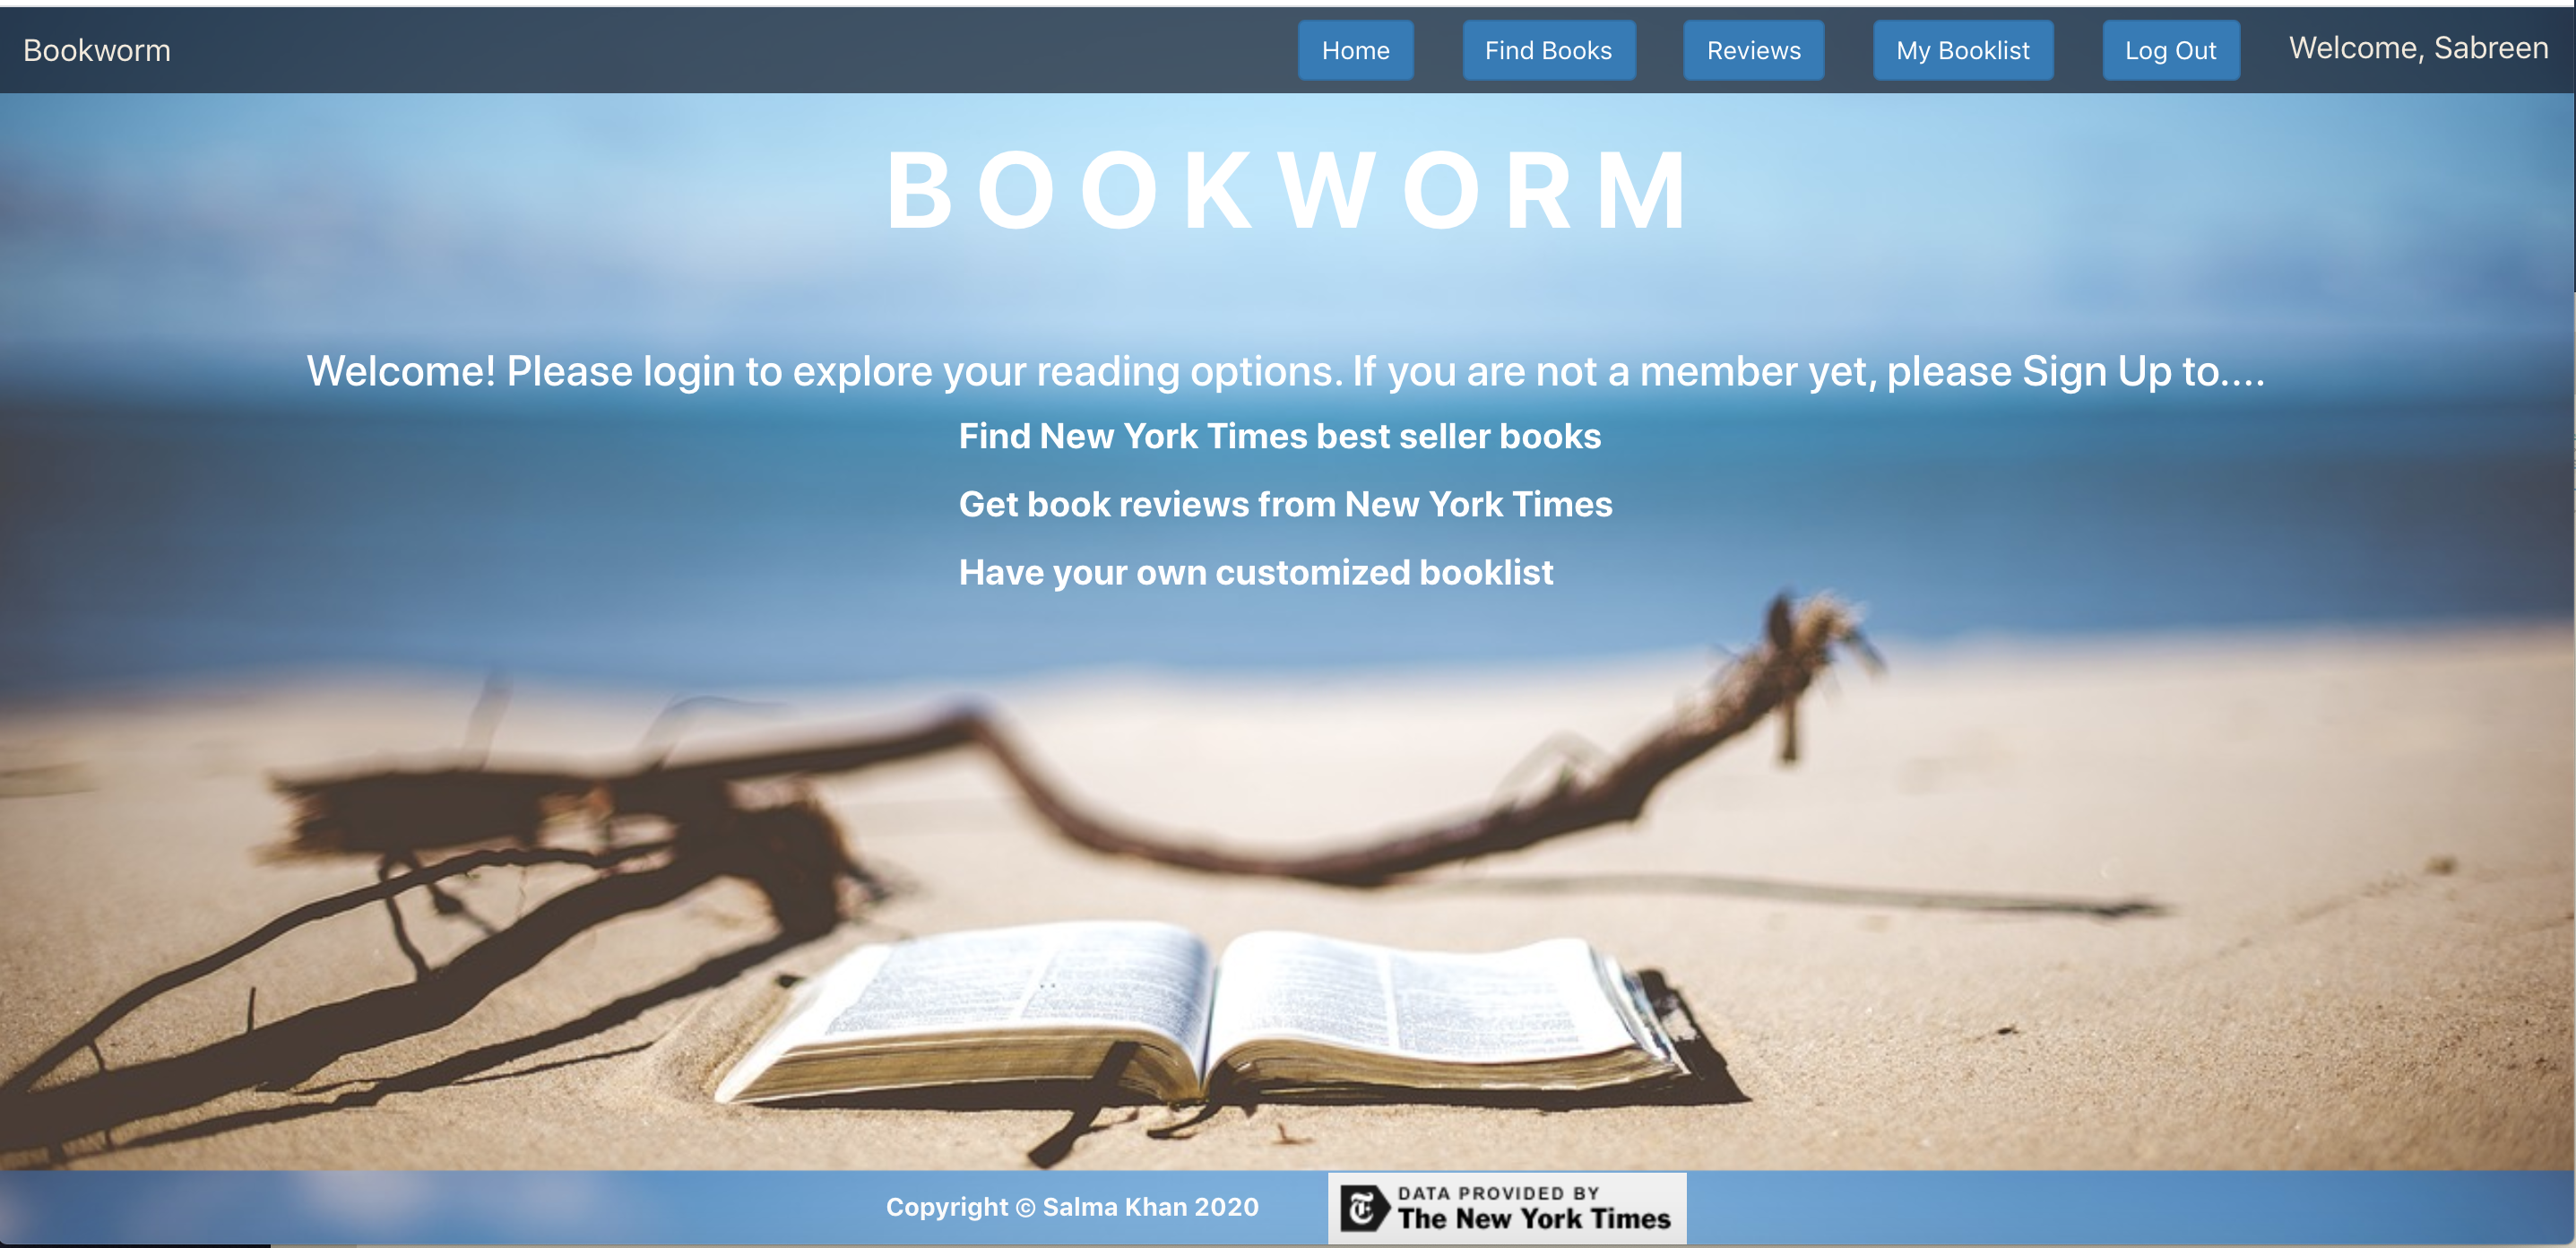 Bookworm Home Find Books Reviews My Booklist Log Out Welcome, Sabreen
BOOKWORM
Welcome! Please login to explore your reading options. If you are not a member yet, please Sign Up to....
Find New York Times best seller books
Get book reviews from New York Times
Have your own customized booklist
Copyright © Salma Khan 2020
DATA PROVIDED BY
The New York Times